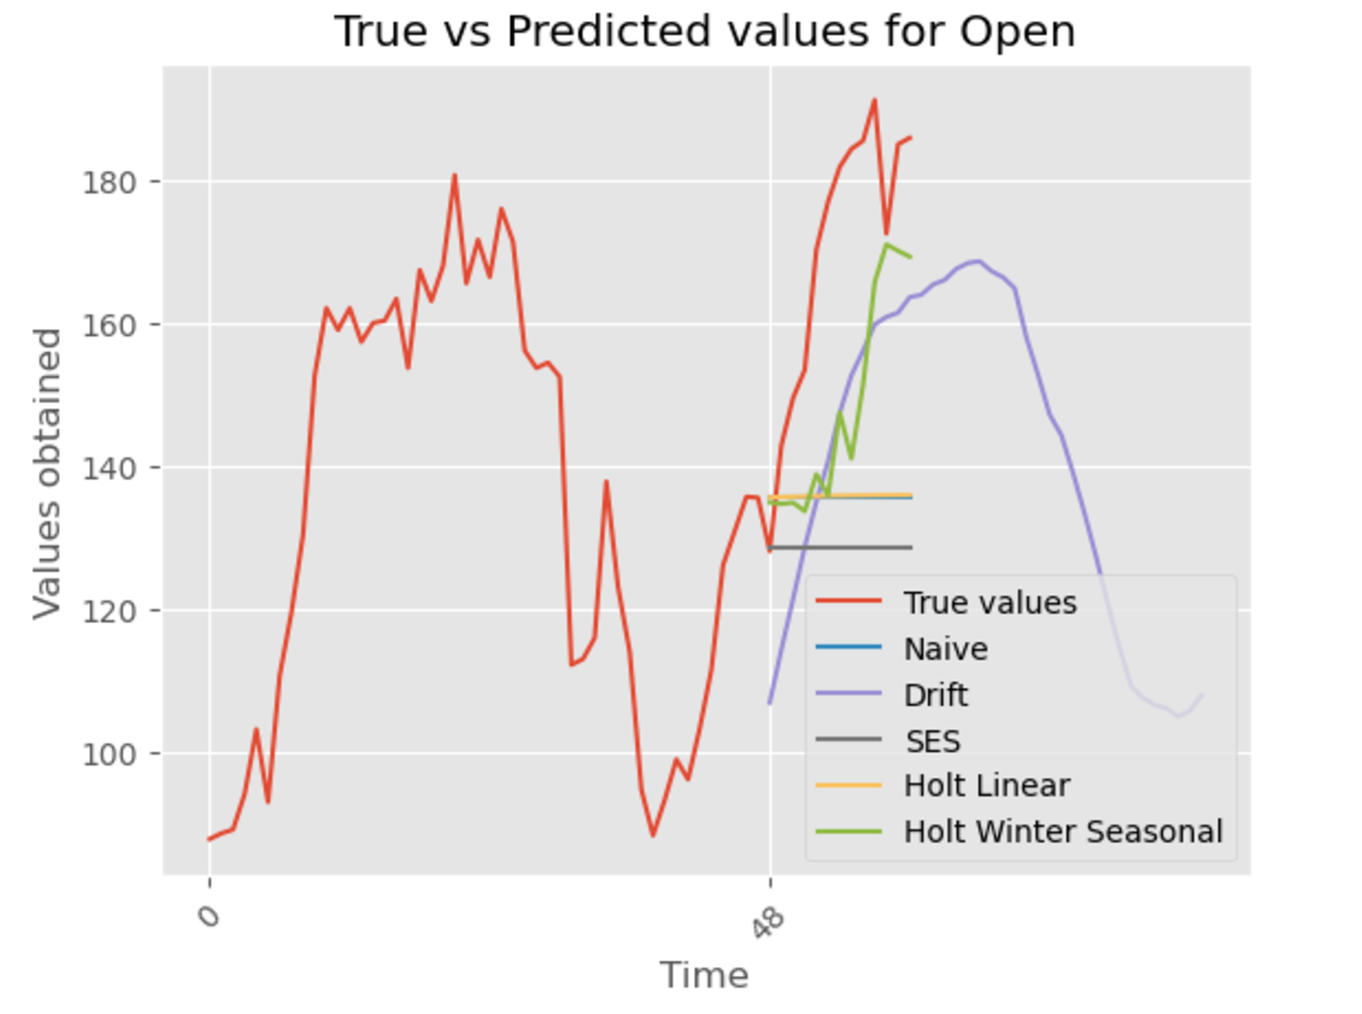 True vs Predicted values for Open
Values obtained
180
160
140
120
100
True values
Naive
Drift
SES
Holt Linear
Holt Winter Seasonal
0
48
Time